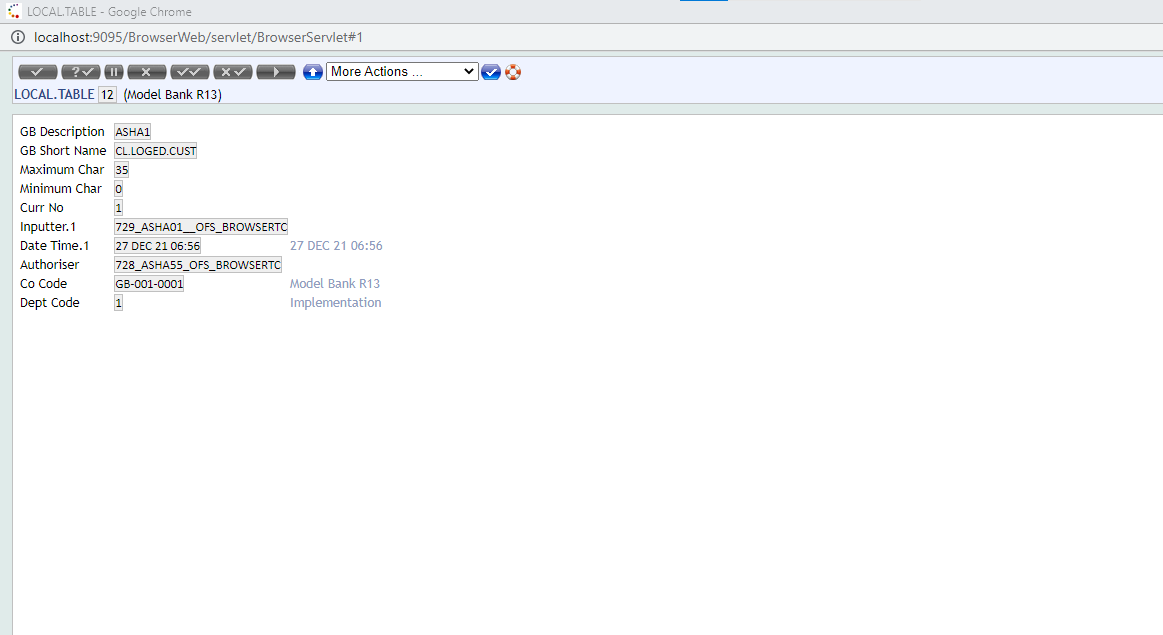 LOCAL.TABLE - Google Chrome
localhost:9095/BrowserWeb/servlet/BrowserServlet#1
More Actions ...
LOCAL.TABLE 12 (Model Bank R13)
GB Description ASHA1
GB Short Name CL.LOGED.CUST
Maximum Char 35
Minimum Char 0
Curr No 1
Inputter.1 729_ASHA01__OFS_BROWSERTC
Date Time.1 27 DEC 21 06:56 27 DEC 21 06:56
Authoriser 728_ASHA55_OFS_BROWSERTC
Co Code GB-001-0001 Model Bank R13
Dept Code 1 Implementation